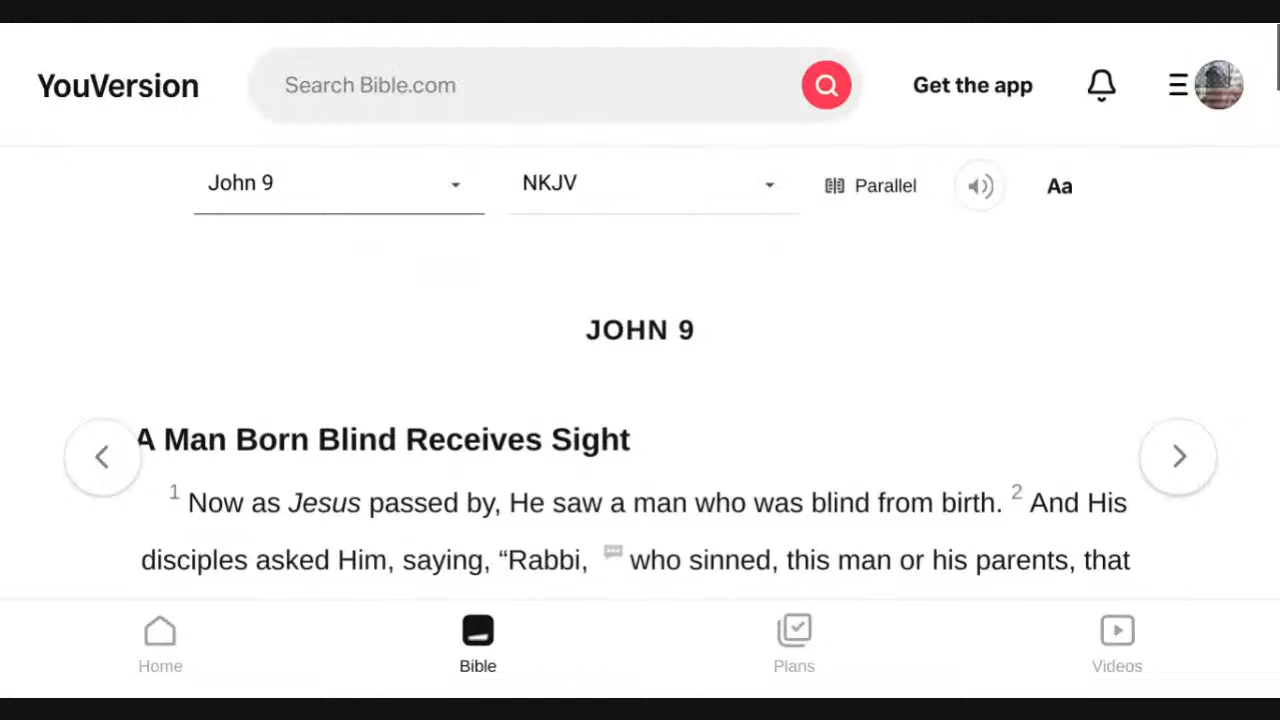 YouVersion Search Bible.com Get the app
John 9 NKJV Parallel Aa
JOHN 9
A Man Born Blind Receives Sight
1 Now as Jesus passed by, He saw a man who was blind from birth. 2 And His
disciples asked Him, saying, “Rabbi, who sinned, this man or his parents, that
Home Bible Plans Videos